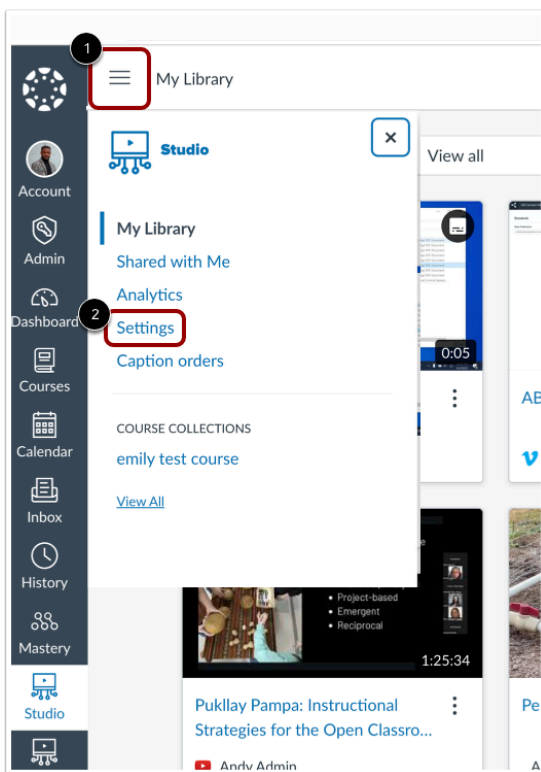 1
My Library
Studio
×
View all
Account
My Library
Admin
Shared with Me
Analytics
2
Dashboard
Settings
0:05
Caption orders
Courses
AB
COURSE COLLECTIONS
Calendar
emily test course
View All
Inbox
History
• Project-based
• Emergent
• Reciprocal
Mastery
1:25:34
Studio
Pukllay Pampa: Instructional
Strategies for the Open Classro...
Pe
Andy Admin
A